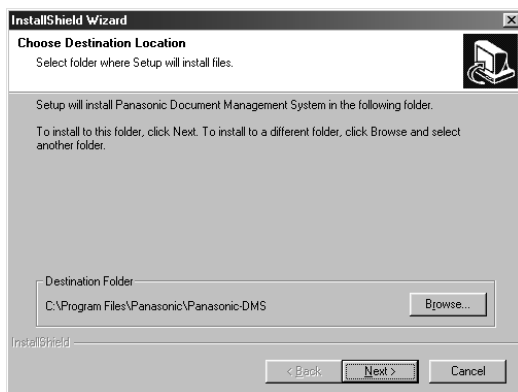 InstallShield Wizard
Choose Destination Location
Select folder where Setup will install files.
Setup will install Panasonic Document Management System in the following folder.
To install to this folder, click Next. To install to a different folder, click Browse and select
another folder.
Destination Folder
C:\Program Files\Panasonic\Panasonic-DMS
Browse...
InstallShield
< Back
Next >
Cancel